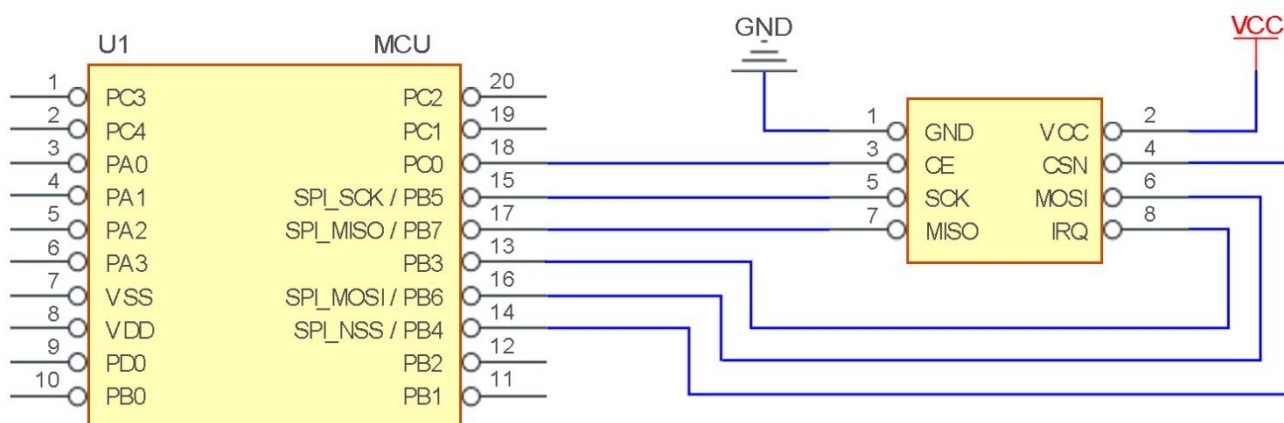 GND
VCC
U1 MCU
1 PC3 PC2 20
2 PC4 PC1 19
3 PA0 PC0 18
4 PA1 SPI_SCK / PB5 15
5 PA2 SPI_MISO / PB7 17
6 PA3 PB3 13
7 VSS SPI_MOSI / PB6 16
8 VDD SPI_NSS / PB4 14
9 PD0 PB2 12
10 PB0 PB1 11
1 GND VCC 2
3 CE CSN 4
5 SCK MOSI 6
7 MISO IRQ 8